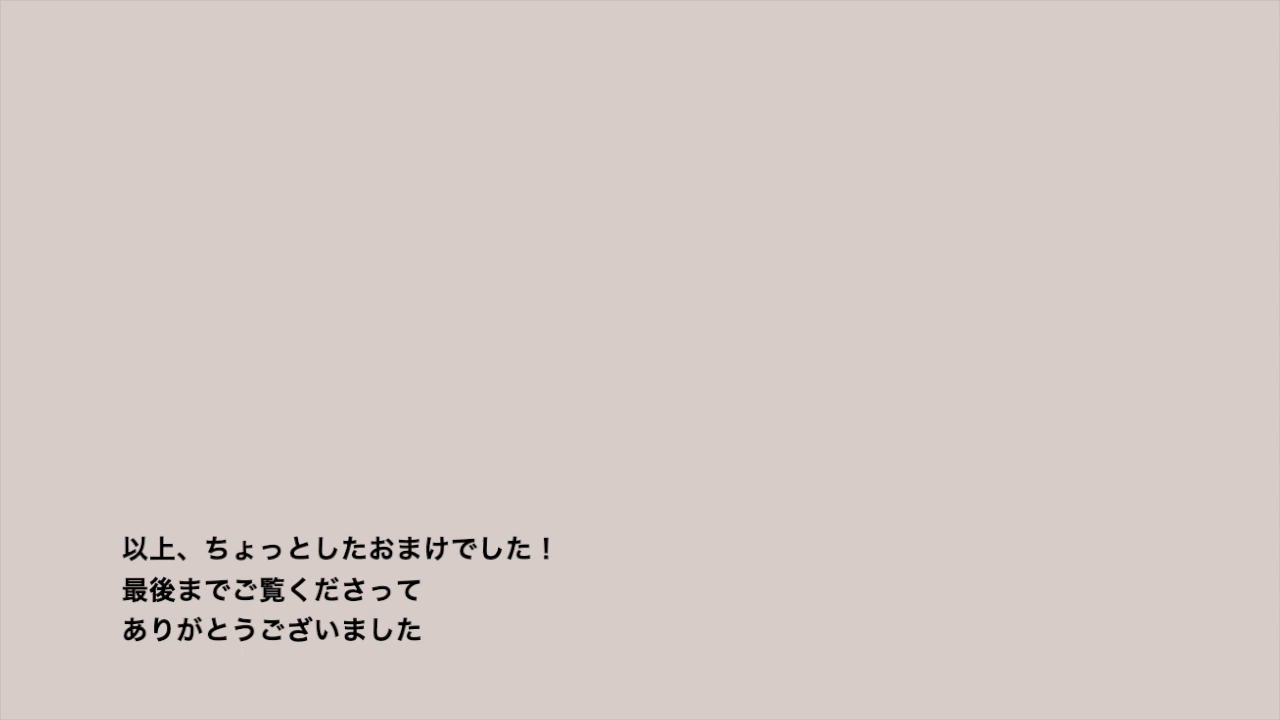 以上、ちょっとしたおまけでした！
最後までご覧くださって
ありがとうございました